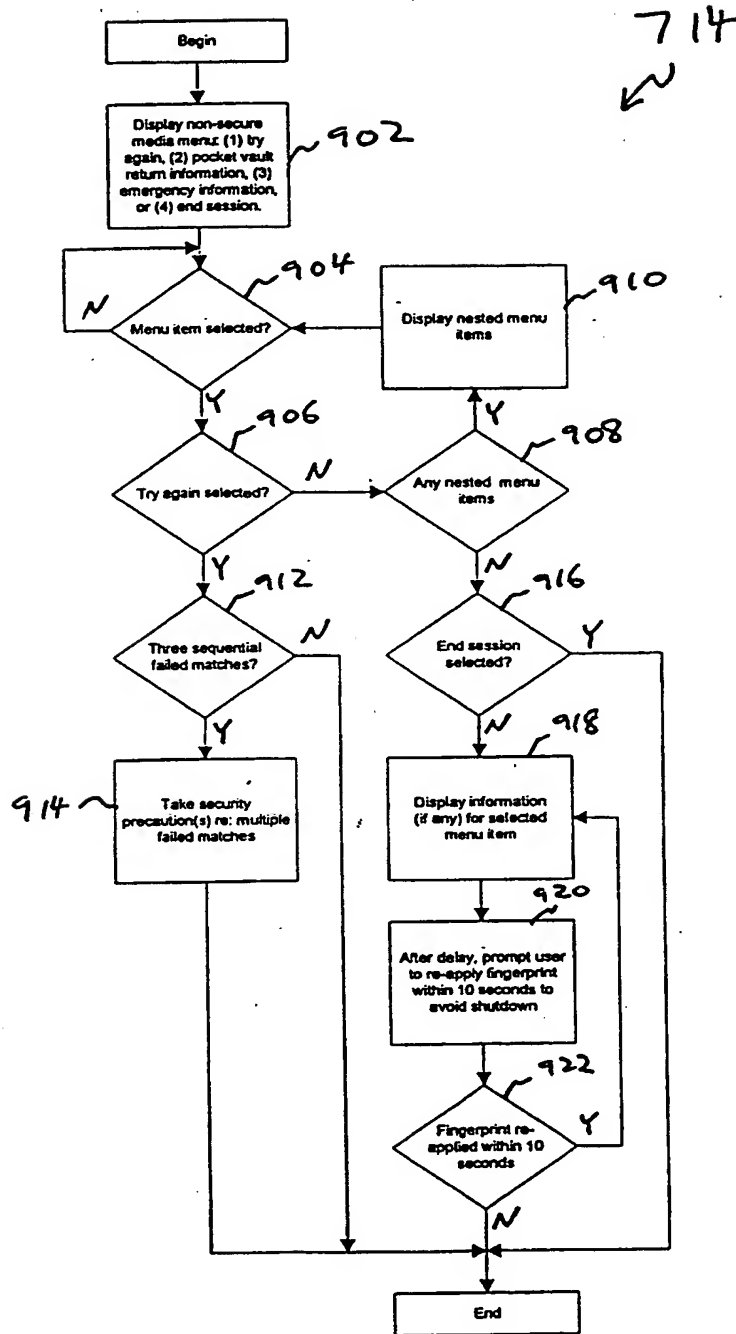 714
Begin
Display non-secure
media menu: (1) try
again, (2) pocket vault
return information, (3)
emergency information,
or (4) end session.
902
904
N
Menu item selected?
Y
Display nested menu
items
910
906
Try again selected?
N
Y
Y
908
Any nested menu
items
N
912
Three sequential
failed matches?
N
Y
916
End session
selected?
Y
N
914
Take security
precaution(s) re: multiple
failed matches
918
Display information
(if any) for selected
menu item
920
After delay, prompt user
to re-apply fingerprint
within 10 seconds to
avoid shutdown
922
Fingerprint re-
applied within 10
seconds
Y
N
End